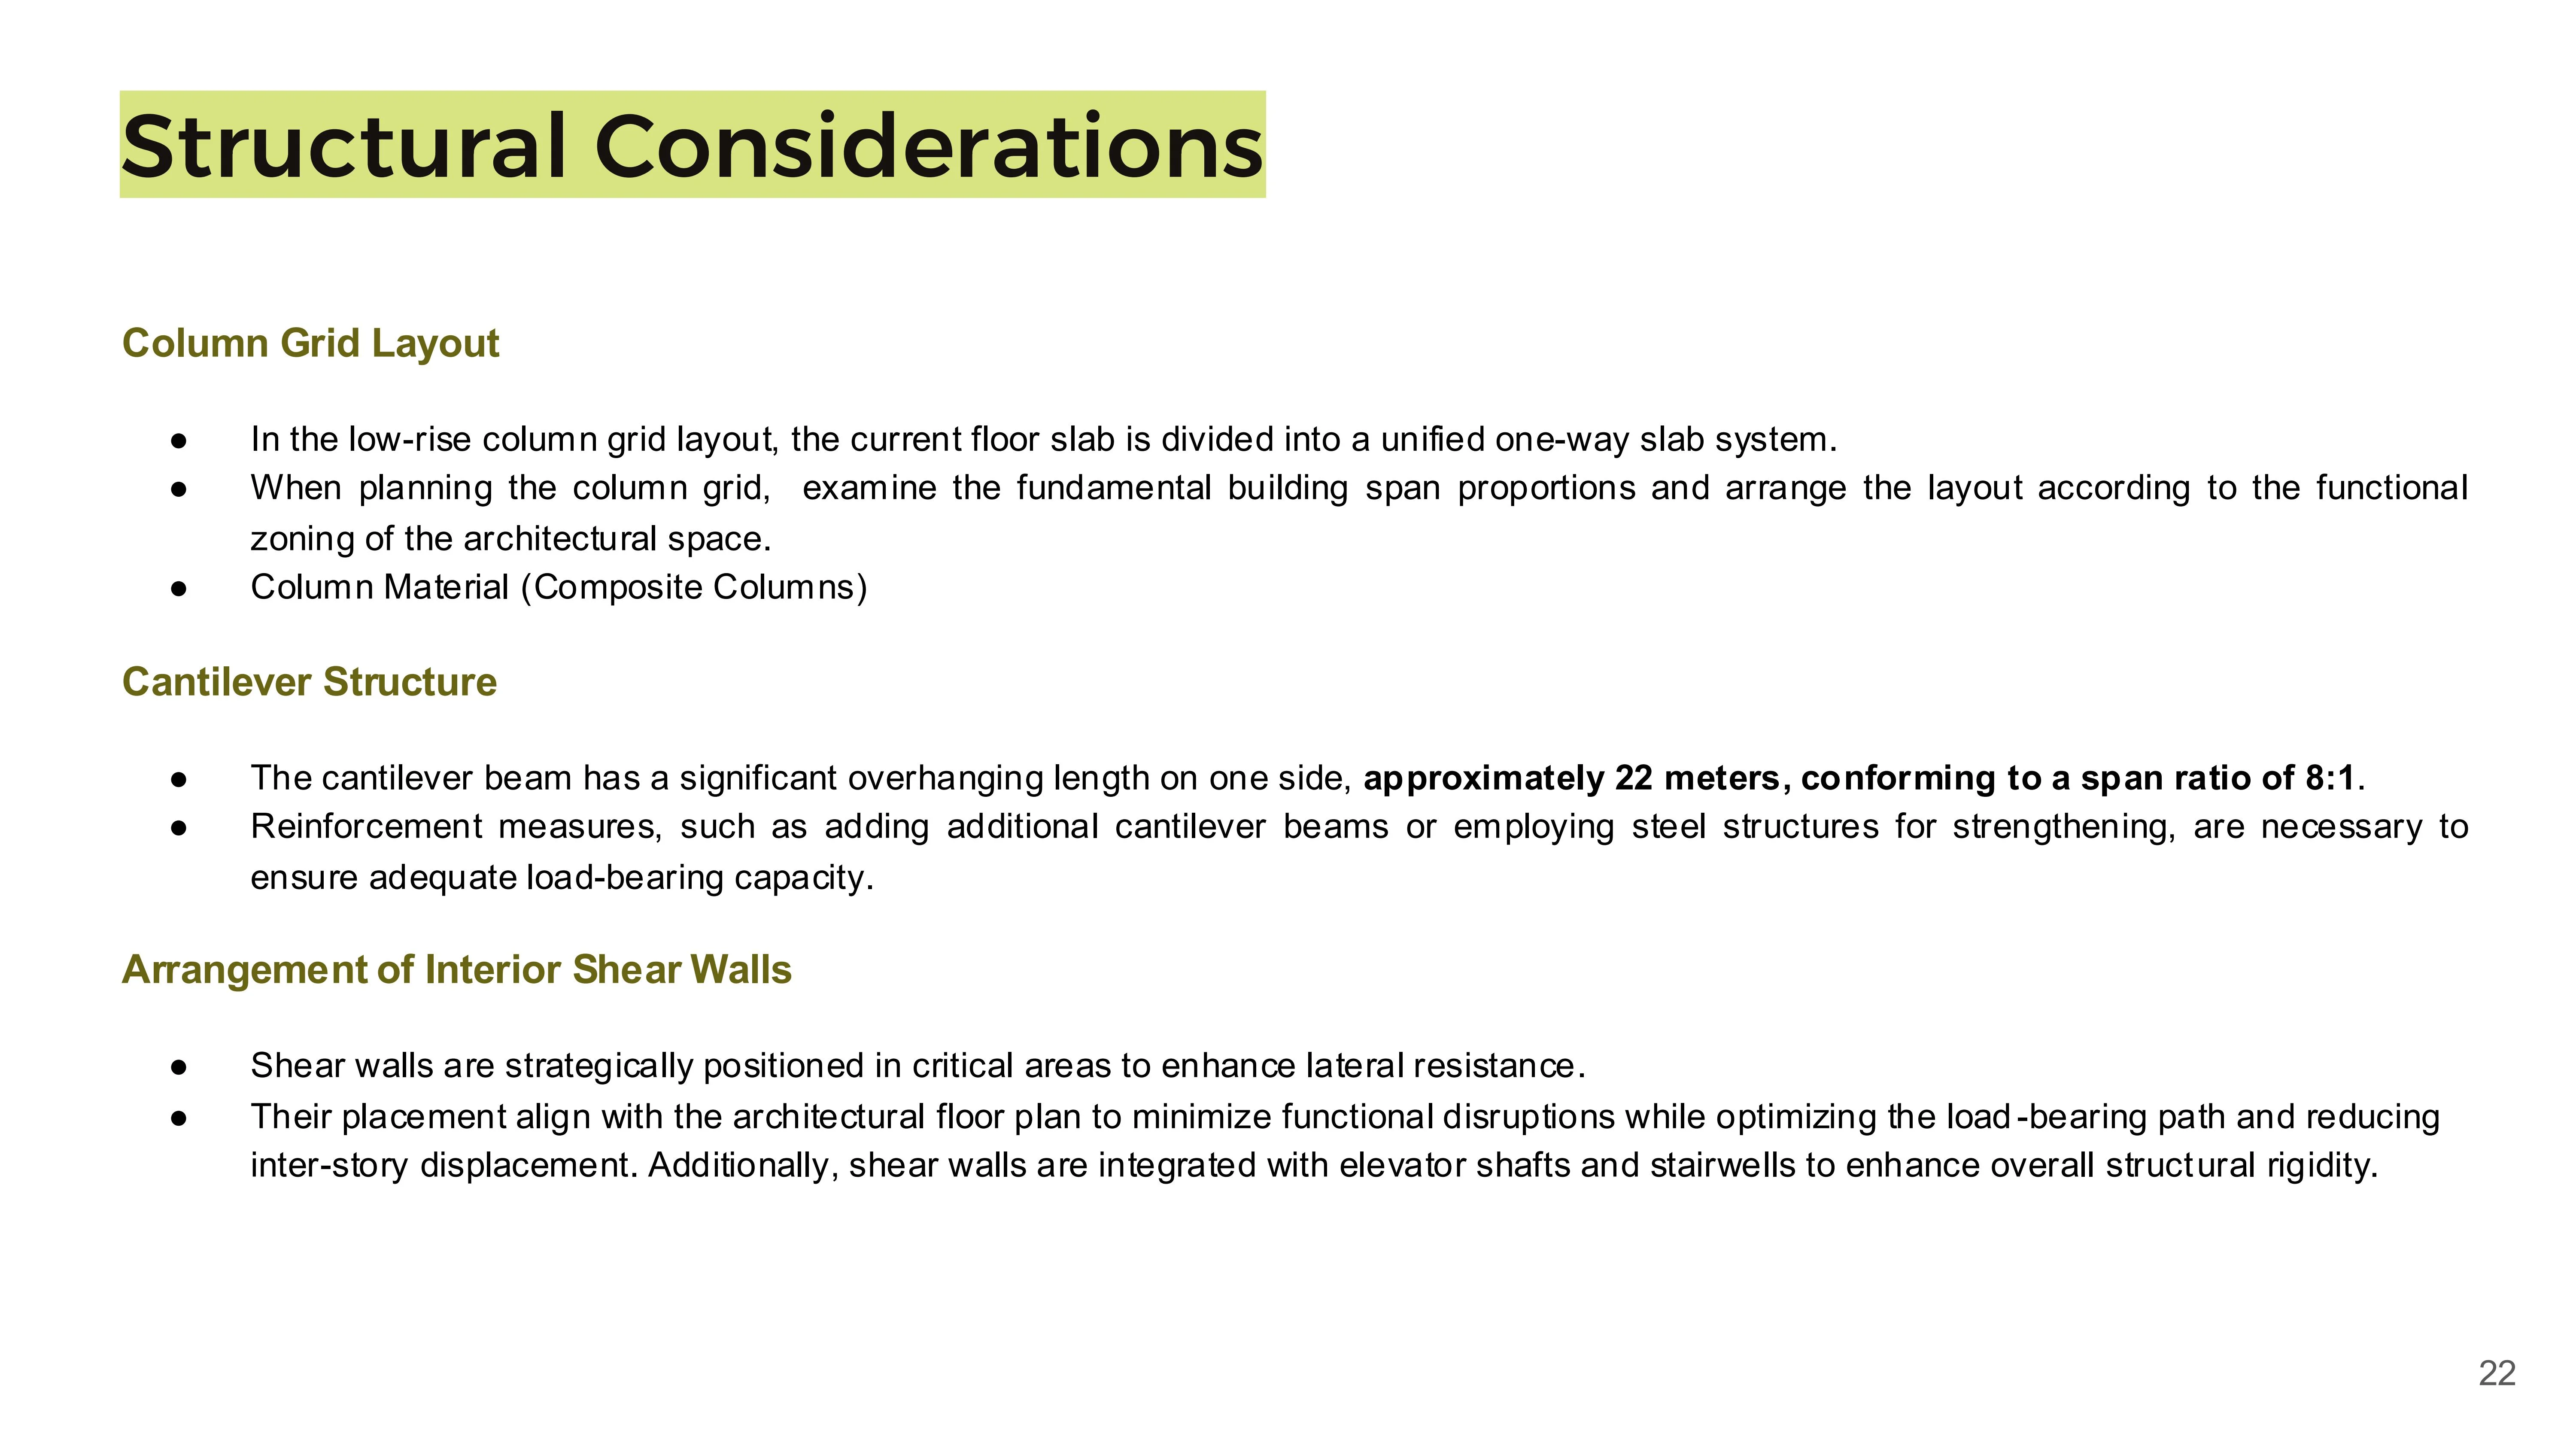 Structural Considerations
Column Grid Layout
● In the low-rise column grid layout, the current floor slab is divided into a unified one-way slab system.
● When planning the column grid, examine the fundamental building span proportions and arrange the layout according to the functional
zoning of the architectural space.
● Column Material (Composite Columns)
Cantilever Structure
● The cantilever beam has a significant overhanging length on one side, approximately 22 meters, conforming to a span ratio of 8:1.
● Reinforcement measures, such as adding additional cantilever beams or employing steel structures for strengthening, are necessary to
ensure adequate load-bearing capacity.
Arrangement of Interior Shear Walls
● Shear walls are strategically positioned in critical areas to enhance lateral resistance.
● Their placement align with the architectural floor plan to minimize functional disruptions while optimizing the load-bearing path and reducing
inter-story displacement. Additionally, shear walls are integrated with elevator shafts and stairwells to enhance overall structural rigidity.
22